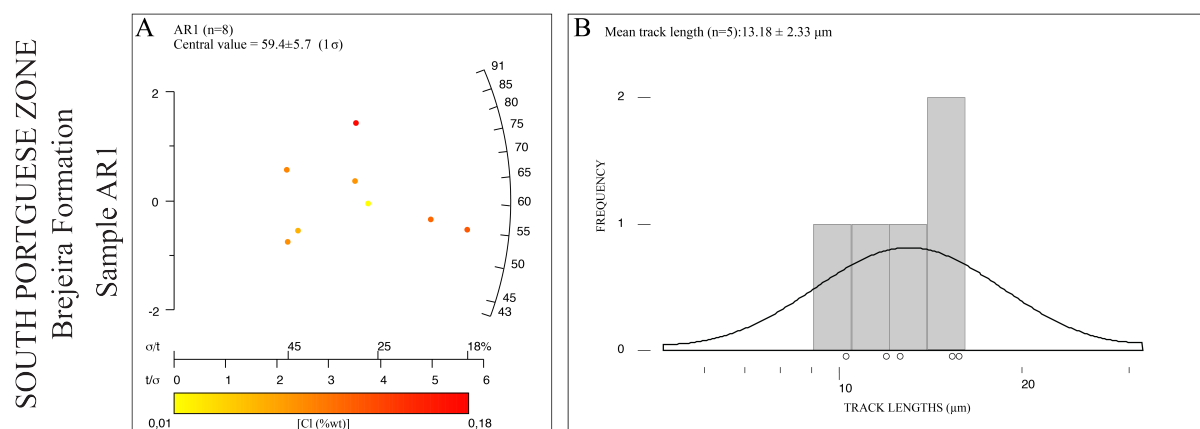 SOUTH PORTGUESE ZONE
Brejeira Formation
Sample AR1
A
AR1 (n=8)
Central value = 59.4±5.7 (1σ)
2
0
-2
91
85
80
75
70
65
60
55
50
45
43
σ/t 45 25 18%
t/σ 0 1 2 3 4 5 6
0,01 [Cl (%wt)] 0,18
B
Mean track length (n=5):13.18 ± 2.33 μm
FREQUENCY
2
1
0
10 20
TRACK LENGTHS (μm)